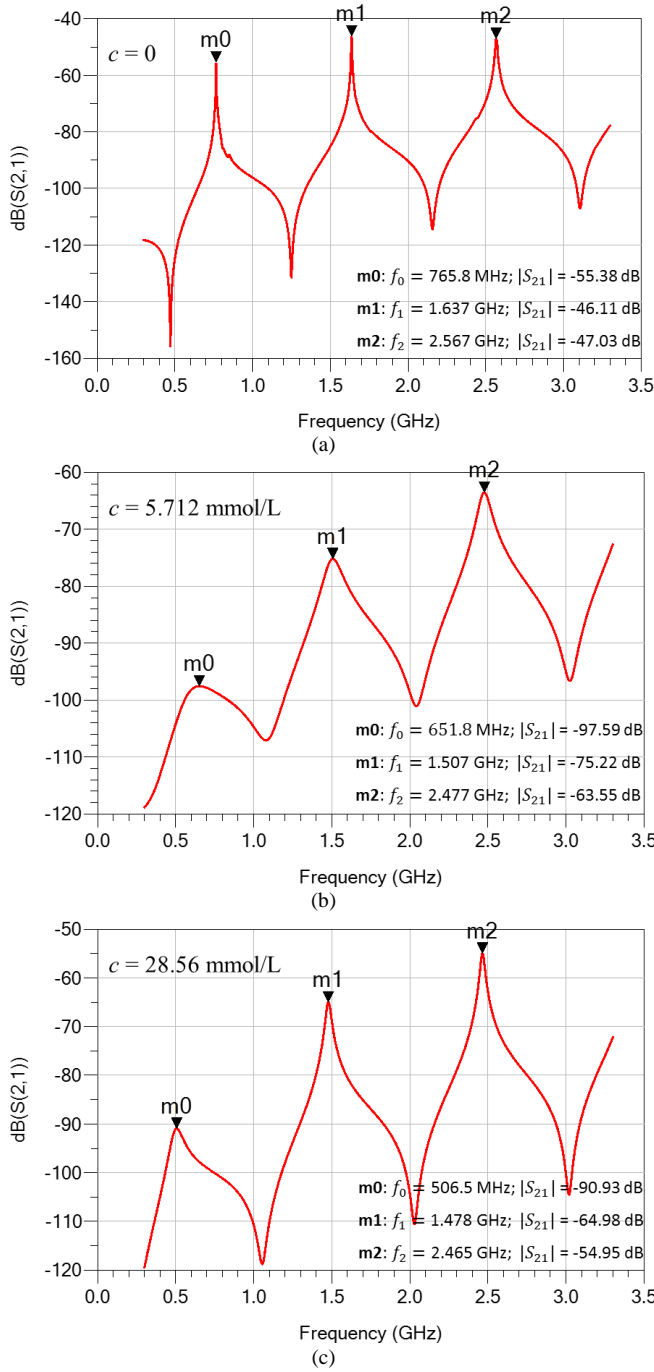 -40
-60
-80
-100
-120
-140
-160
dB(S(2,1))
c = 0
m0
m1
m2
m0: f0 = 765.8 MHz; |S21| = -55.38 dB
m1: f1 = 1.637 GHz; |S21| = -46.11 dB
m2: f2 = 2.567 GHz; |S21| = -47.03 dB
0.0 0.5 1.0 1.5 2.0 2.5 3.0 3.5
Frequency (GHz)
(a)
-60
-70
-80
-90
-100
-110
-120
dB(S(2,1))
c = 5.712 mmol/L
m0
m1
m2
m0: f0 = 651.8 MHz; |S21| = -97.59 dB
m1: f1 = 1.507 GHz; |S21| = -75.22 dB
m2: f2 = 2.477 GHz; |S21| = -63.55 dB
0.0 0.5 1.0 1.5 2.0 2.5 3.0 3.5
Frequency (GHz)
(b)
-50
-60
-70
-80
-90
-100
-110
-120
dB(S(2,1))
c = 28.56 mmol/L
m0
m1
m2
m0: f0 = 506.5 MHz; |S21| = -90.93 dB
m1: f1 = 1.478 GHz; |S21| = -64.98 dB
m2: f2 = 2.465 GHz; |S21| = -54.95 dB
0.0 0.5 1.0 1.5 2.0 2.5 3.0 3.5
Frequency (GHz)
(c)